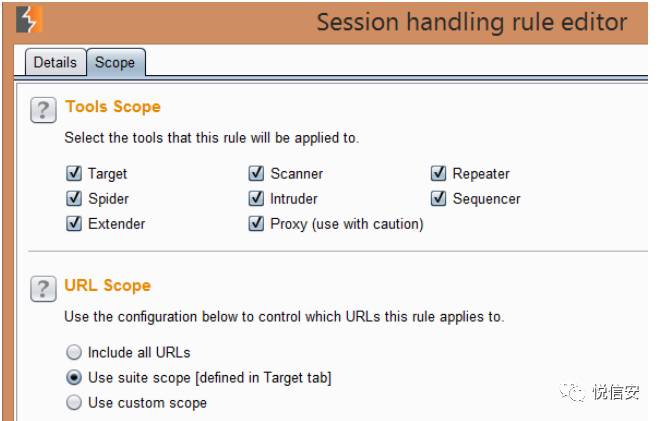 Session handling rule editor
Details Scope
? Tools Scope
Select the tools that this rule will be applied to.
Target Scanner Repeater
Spider Intruder Sequencer
Extender Proxy (use with caution)
? URL Scope
Use the configuration below to control which URLs this rule applies to.
Include all URLs
Use suite scope [defined in Target tab]
Use custom scope
悦信安